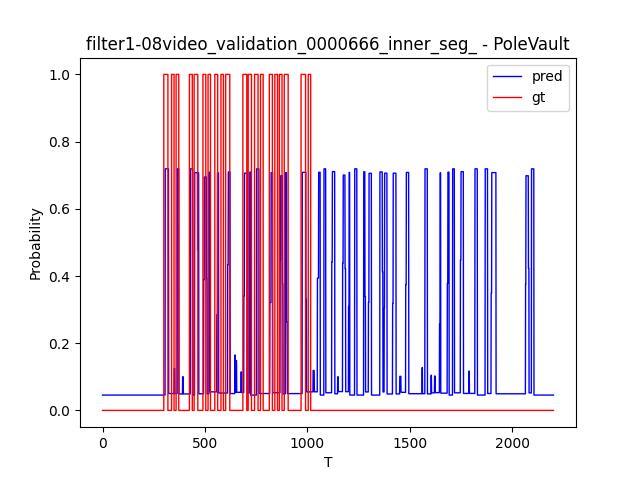 filter1-08video_validation_0000666_inner_seg_ - PoleVault
pred
gt
1.0
0.8
0.6
0.4
0.2
0.0
Probability
0
500
1000
1500
2000
T